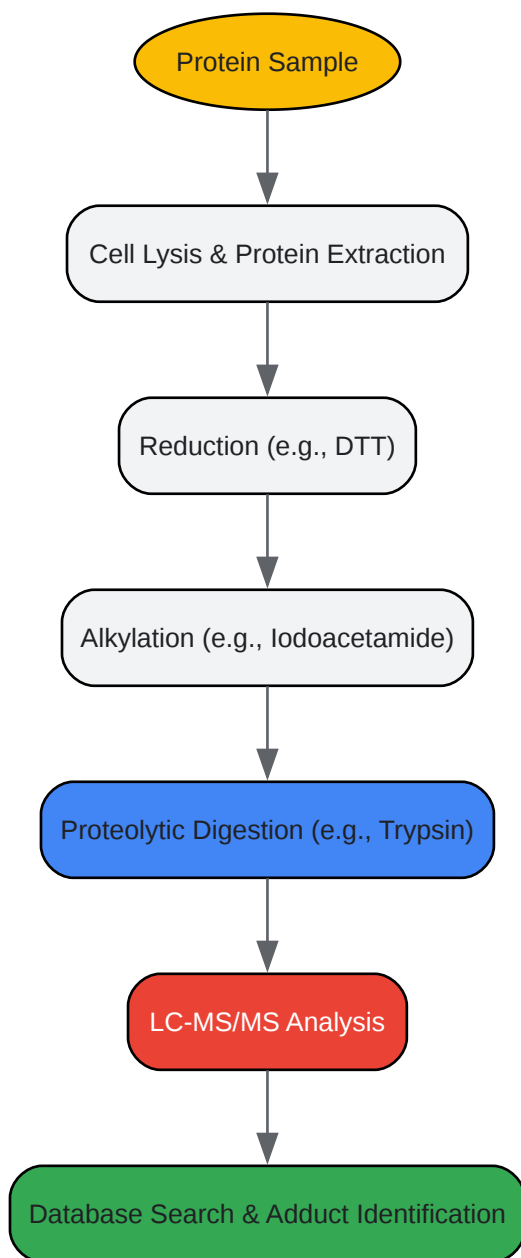 Protein Sample
Cell Lysis & Protein Extraction
Reduction (e.g., DTT)
Alkylation (e.g., Iodoacetamide)
Proteolytic Digestion (e.g., Trypsin)
LC-MS/MS Analysis
Database Search & Adduct Identification